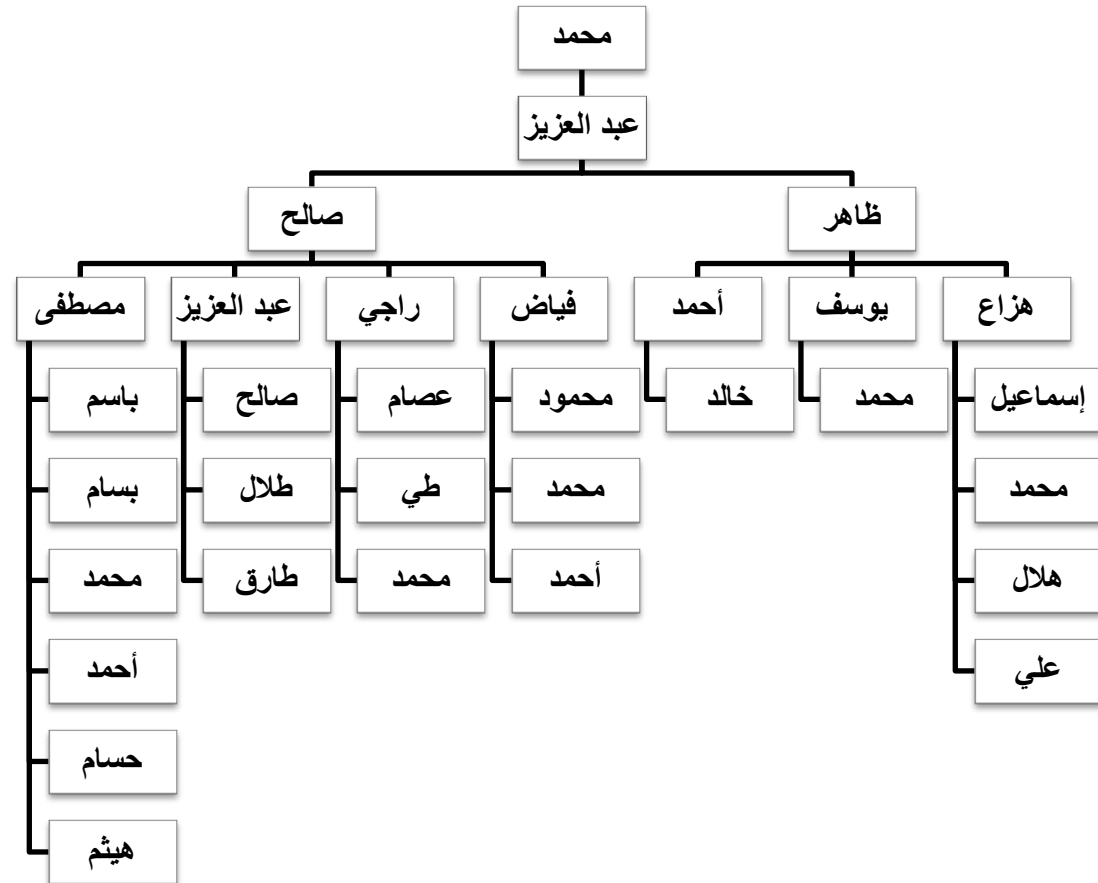 محمد
عبد العزيز
ظاهر
صالح
هزاع
يوسف
أحمد
فياض
راجي
عبد العزيز
مصطفى
إسماعيل
محمد
خالد
محمود
عصام
صالح
باسم
محمد
محمد
طي
طلال
بسام
هلال
أحمد
محمد
طارق
محمد
علي
أحمد
حسام
هيثم